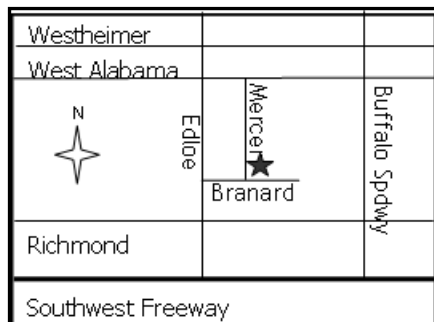 Westheimer
West Alabama
N
Edloe
Mercer
Buffalo Spdwy
Branard
Richmond
Southwest Freeway